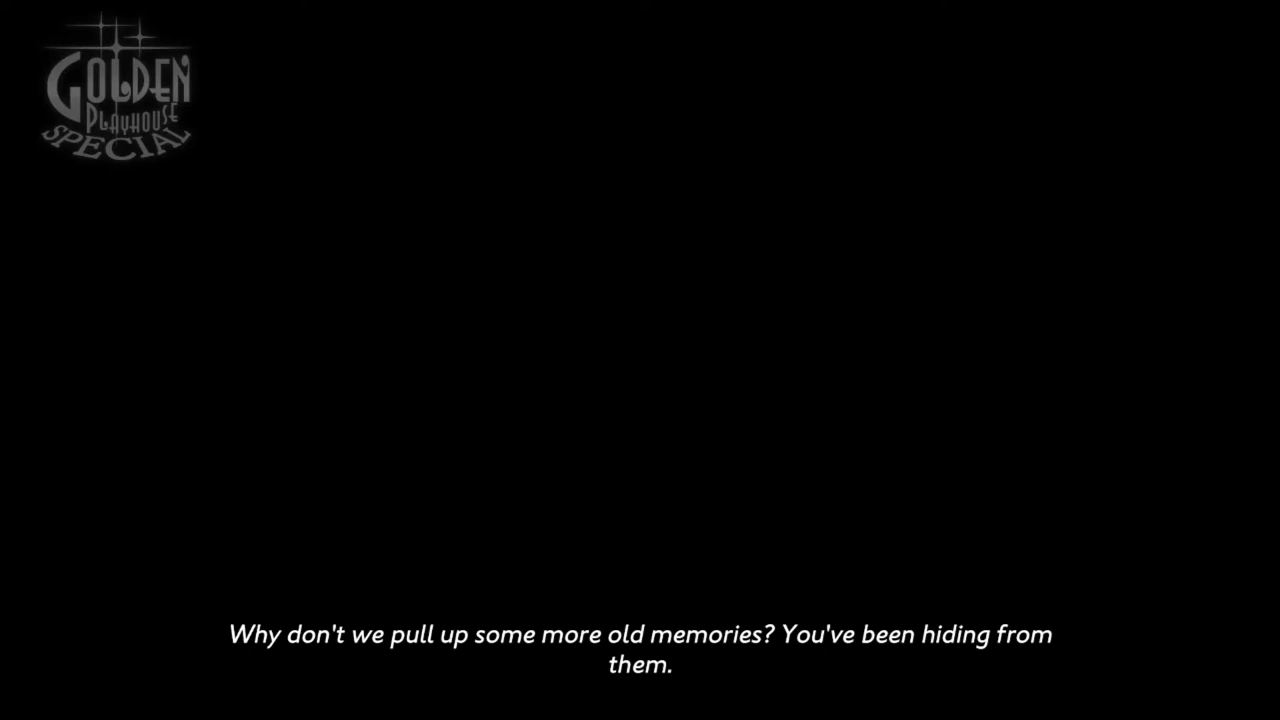 GOLDEN
PLAYHOUSE
SPECIAL
Why don't we pull up some more old memories? You've been hiding from
them.